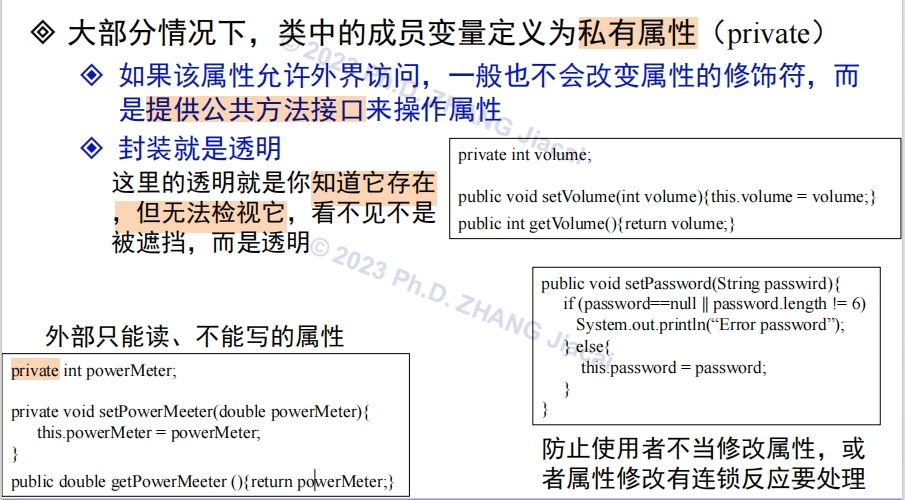 大部分情况下，类中的成员变量定义为私有属性（private）
如果该属性允许外界访问，一般也不会改变属性的修饰符，而
是提供公共方法接口来操作属性
封装就是透明
这里的透明就是你知道它存在
，但无法检视它，看不见不是
被遮挡，而是透明
private int volume;
public void setVolume(int volume){this.volume = volume;}
public int getVolume(){return volume;}
© 2023 Ph.D. ZHANG Jiacai
© 2023 Ph.D. ZHANG Jiacai
public void setPassword(String passwird){
if (password==null || password.length != 6)
System.out.println(“Error password”);
} else{
this.password = password;
}
}
防止使用者不当修改属性，或
者属性修改有连锁反应要处理
外部只能读、不能写的属性
private int powerMeter;
private void setPowerMeeter(double powerMeter){
this.powerMeter = powerMeter;
}
public double getPowerMeeter (){return powerMeter;}